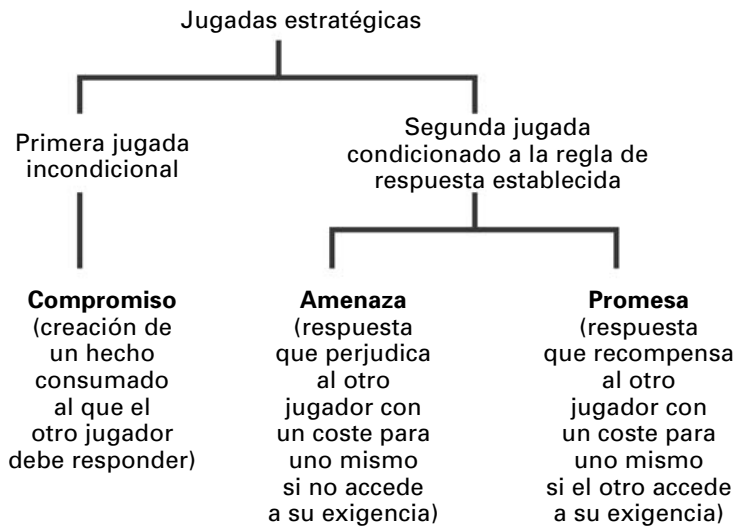 Jugadas estratégicas
Primera jugada
incondicional
Segunda jugada
condicionado a la regla de
respuesta establecida
Compromiso
(creación de
un hecho
consumado
al que el
otro jugador
debe responder)
Amenaza
(respuesta
que perjudica
al otro
jugador con
un coste para
uno mismo
si no accede
a su exigencia)
Promesa
(respuesta
que recompensa
al otro
jugador con
un coste para
uno mismo
si el otro accede
a su exigencia)